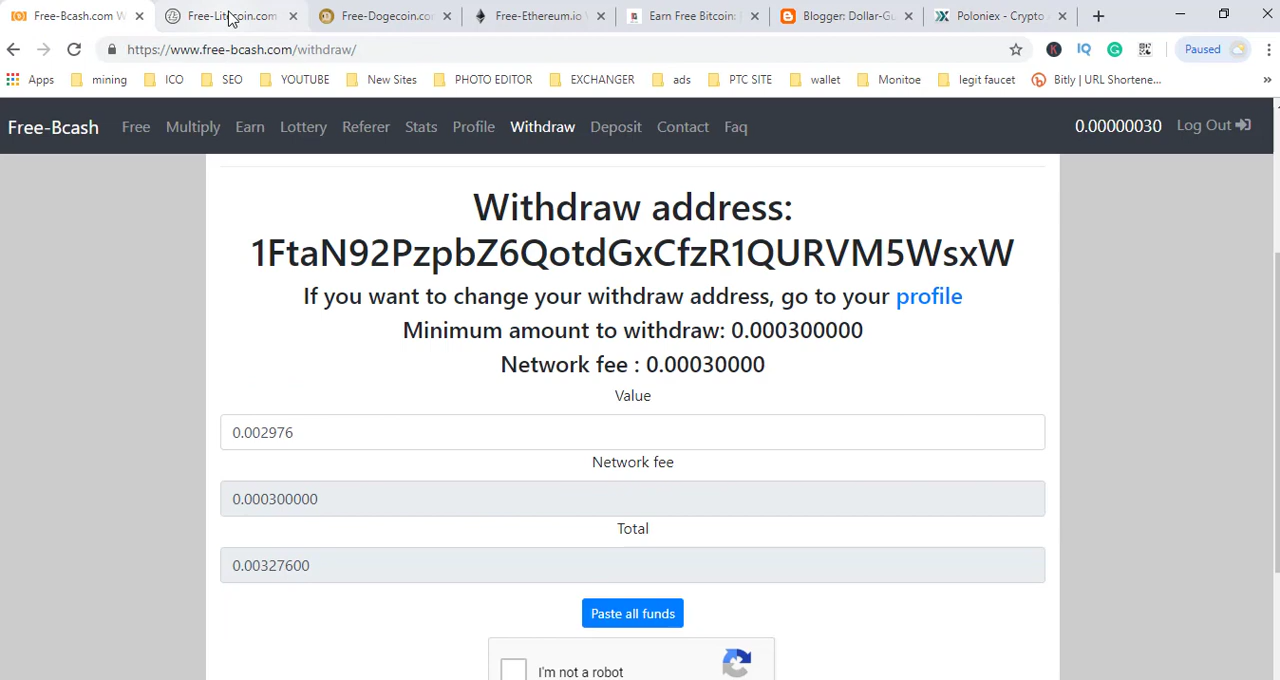 Free-Bcash.com W
Free-Litecoin.com
Free-Dogecoin.co
Free-Ethereum.io
Earn Free Bitcoin:
Blogger: Dollar-Gu
Poloniex - Crypto
https://www.free-bcash.com/withdraw/
Paused
Apps mining ICO SEO YOUTUBE New Sites PHOTO EDITOR EXCHANGER ads PTC SITE wallet Monitoe legit faucet Bitly | URL Shortene... »
Free-Bcash Free Multiply Earn Lottery Referer Stats Profile Withdraw Deposit Contact Faq 0.00000030 Log Out
Withdraw address:
1FtaN92PzpbZ6QotdGxCfzR1QURVM5WsxW
If you want to change your withdraw address, go to your profile
Minimum amount to withdraw: 0.000300000
Network fee : 0.00030000
Value
0.002976
Network fee
0.000300000
Total
0.00327600
Paste all funds
I'm not a robot